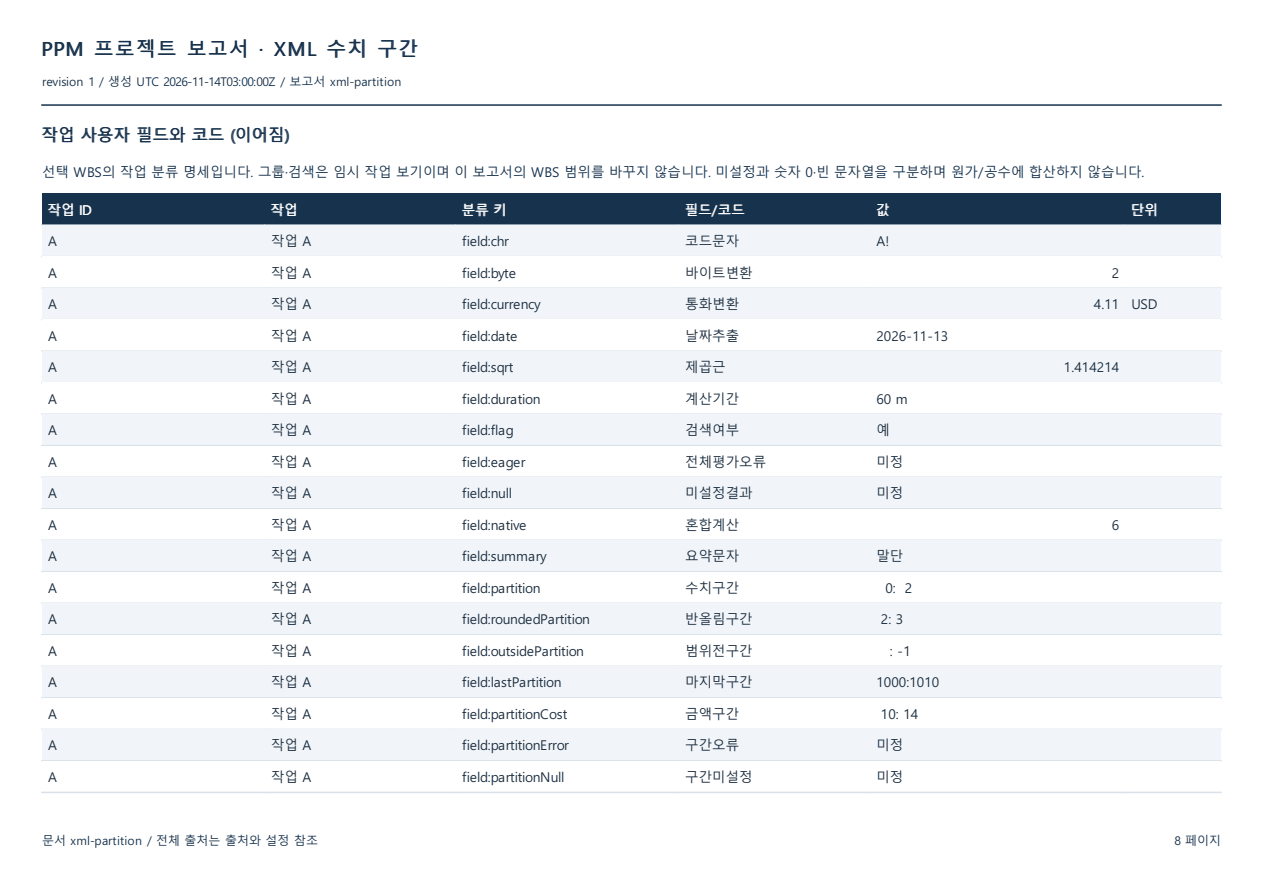 PPM 프로젝트 보고서 · XML 수치 구간
revision 1 / 생성 UTC 2026-11-14T03:00:00Z / 보고서 xml-partition
작업 사용자 필드와 코드 (이어짐)
선택 WBS의 작업 분류 명세입니다. 그룹·검색은 임시 작업 보기이며 이 보고서의 WBS 범위를 바꾸지 않습니다. 미설정과 숫자 0·빈 문자열을 구분하며 원가/공수에 합산하지 않습니다.
작업 ID 작업 분류 키 필드/코드 값 단위
A 작업 A field:chr 코드문자 A!
A 작업 A field:byte 바이트변환 2
A 작업 A field:currency 통화변환 4.11 USD
A 작업 A field:date 날짜추출 2026-11-13
A 작업 A field:sqrt 제곱근 1.414214
A 작업 A field:duration 계산기간 60 m
A 작업 A field:flag 검색여부 예
A 작업 A field:eager 전체평가오류 미정
A 작업 A field:null 미설정결과 미정
A 작업 A field:native 혼합계산 6
A 작업 A field:summary 요약문자 말단
A 작업 A field:partition 수치구간 0:  2
A 작업 A field:roundedPartition 반올림구간 2: 3
A 작업 A field:outsidePartition 범위전구간 : -1
A 작업 A field:lastPartition 마지막구간 1000:1010
A 작업 A field:partitionCost 금액구간 10: 14
A 작업 A field:partitionError 구간오류 미정
A 작업 A field:partitionNull 구간미설정 미정
문서 xml-partition / 전체 출처는 출처와 설정 참조 8 페이지